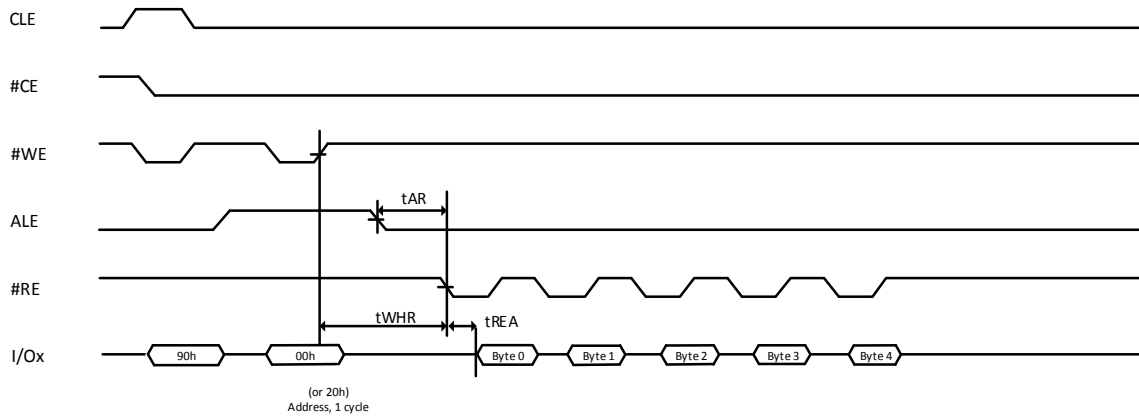 CLE
#CE
#WE
ALE
tAR
#RE
tWHR
tREA
I/Ox
90h
00h
Byte 0
Byte 1
Byte 2
Byte 3
Byte 4
(or 20h)
Address, 1 cycle